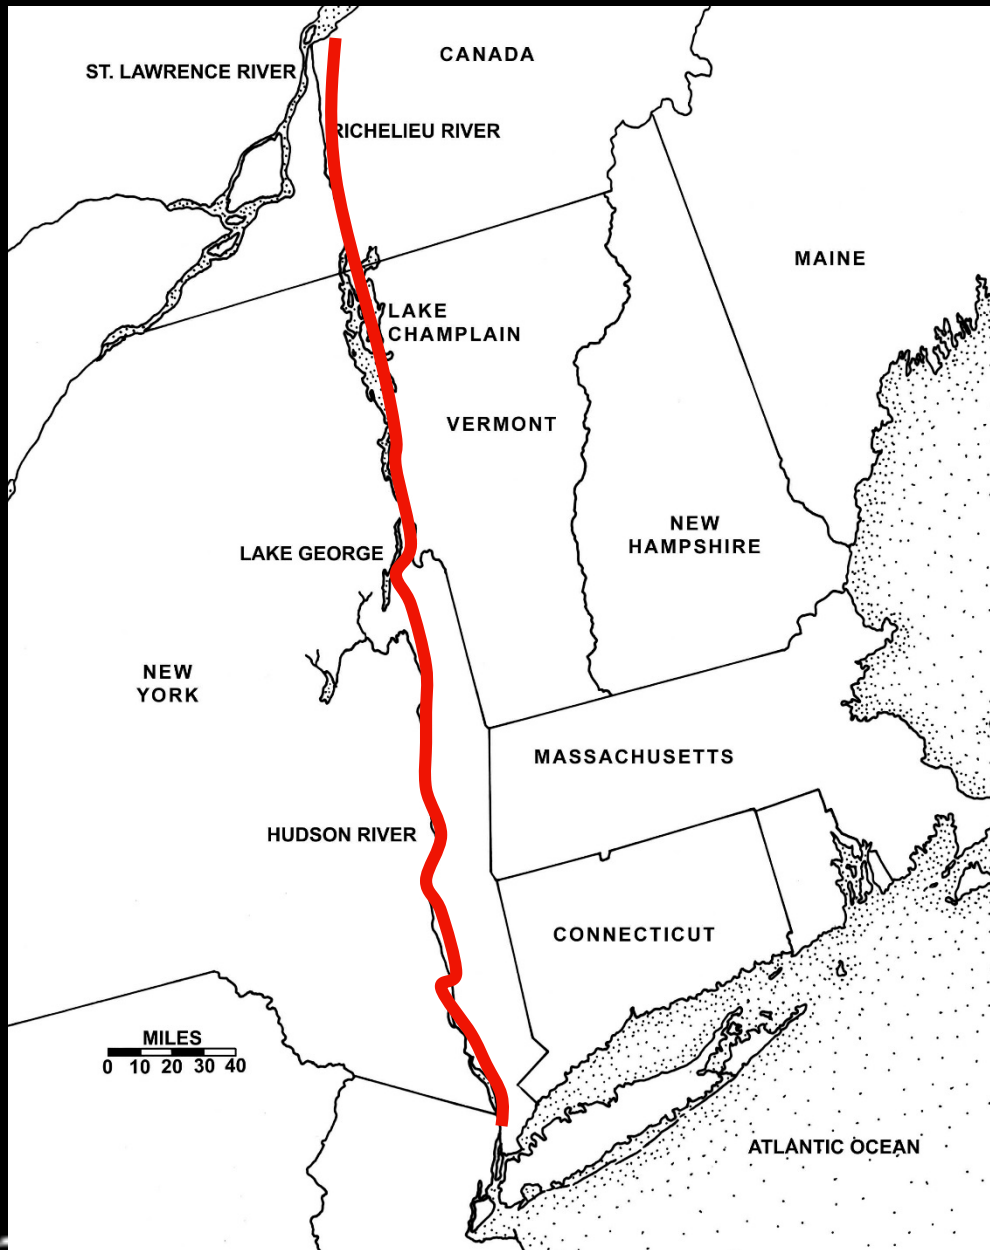 CANADA
ST. LAWRENCE RIVER
RICHELIEU RIVER
MAINE
LAKE
CHAMPLAIN
VERMONT
NEW
HAMPSHIRE
LAKE GEORGE
NEW
YORK
MASSACHUSETTS
HUDSON RIVER
CONNECTICUT
MILES
0 10 20 30 40
ATLANTIC OCEAN